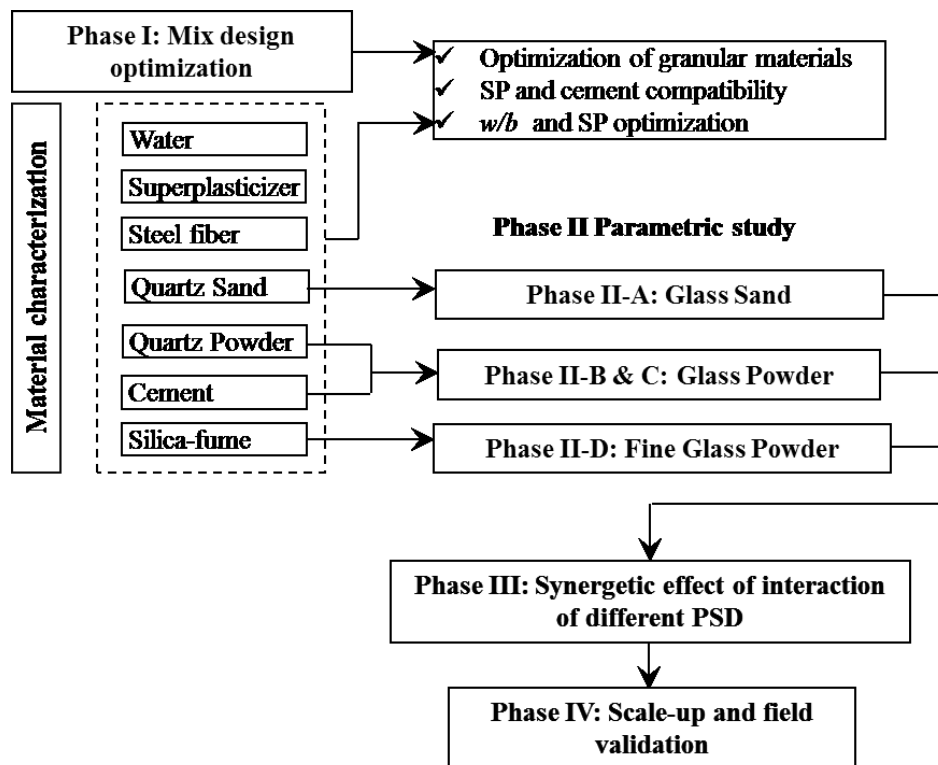 Phase I: Mix design
optimization
✓ Optimization of granular materials
✓ SP and cement compatibility
✓ w/b and SP optimization
Material characterization
Water
Superplasticizer
Steel fiber
Quartz Sand
Quartz Powder
Cement
Silica-fume
Phase II Parametric study
Phase II-A: Glass Sand
Phase II-B & C: Glass Powder
Phase II-D: Fine Glass Powder
Phase III: Synergetic effect of interaction
of different PSD
Phase IV: Scale-up and field
validation